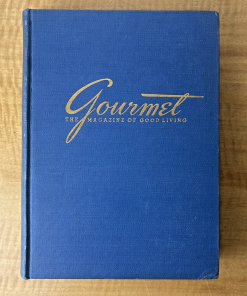 Gourmet
THE MAGAZINE OF GOOD LIVING